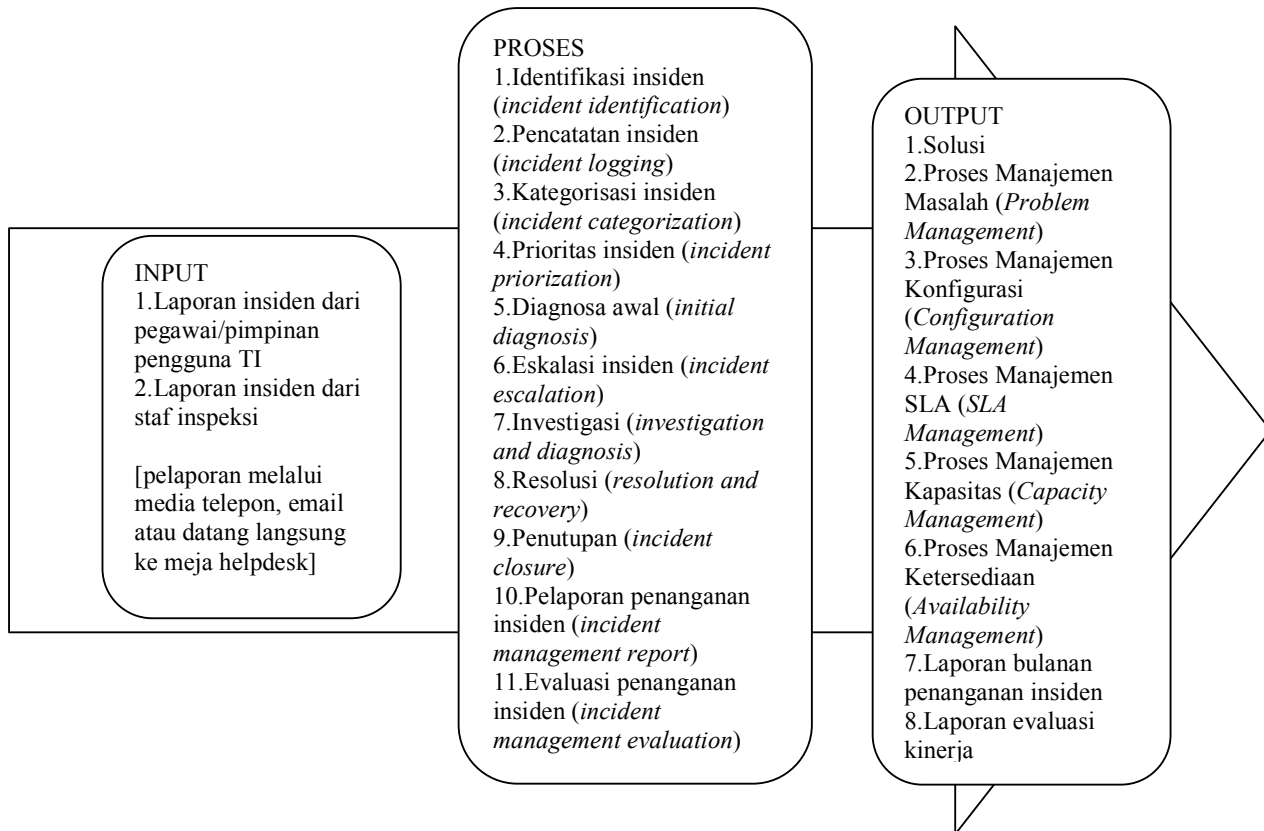 INPUT
1.Laporan insiden dari
pegawai/pimpinan
pengguna TI
2.Laporan insiden dari
staf inspeksi
[pelaporan melalui
media telepon, email
atau datang langsung
ke meja helpdesk]
PROSES
1.Identifikasi insiden
(incident identification)
2.Pencatatan insiden
(incident logging)
3.Kategorisasi insiden
(incident categorization)
4.Prioritas insiden (incident
priorization)
5.Diagnosa awal (initial
diagnosis)
6.Eskalasi insiden (incident
escalation)
7.Investigasi (investigation
and diagnosis)
8.Resolusi (resolution and
recovery)
9.Penutupan (incident
closure)
10.Pelaporan penanganan
insiden (incident
management report)
11.Evaluasi penanganan
insiden (incident
management evaluation)
OUTPUT
1.Solusi
2.Proses Manajemen
Masalah (Problem
Management)
3.Proses Manajemen
Konfigurasi
(Configuration
Management)
4.Proses Manajemen
SLA (SLA
Management)
5.Proses Manajemen
Kapasitas (Capacity
Management)
6.Proses Manajemen
Ketersediaan
(Availability
Management)
7.Laporan bulanan
penanganan insiden
8.Laporan evaluasi
kinerja